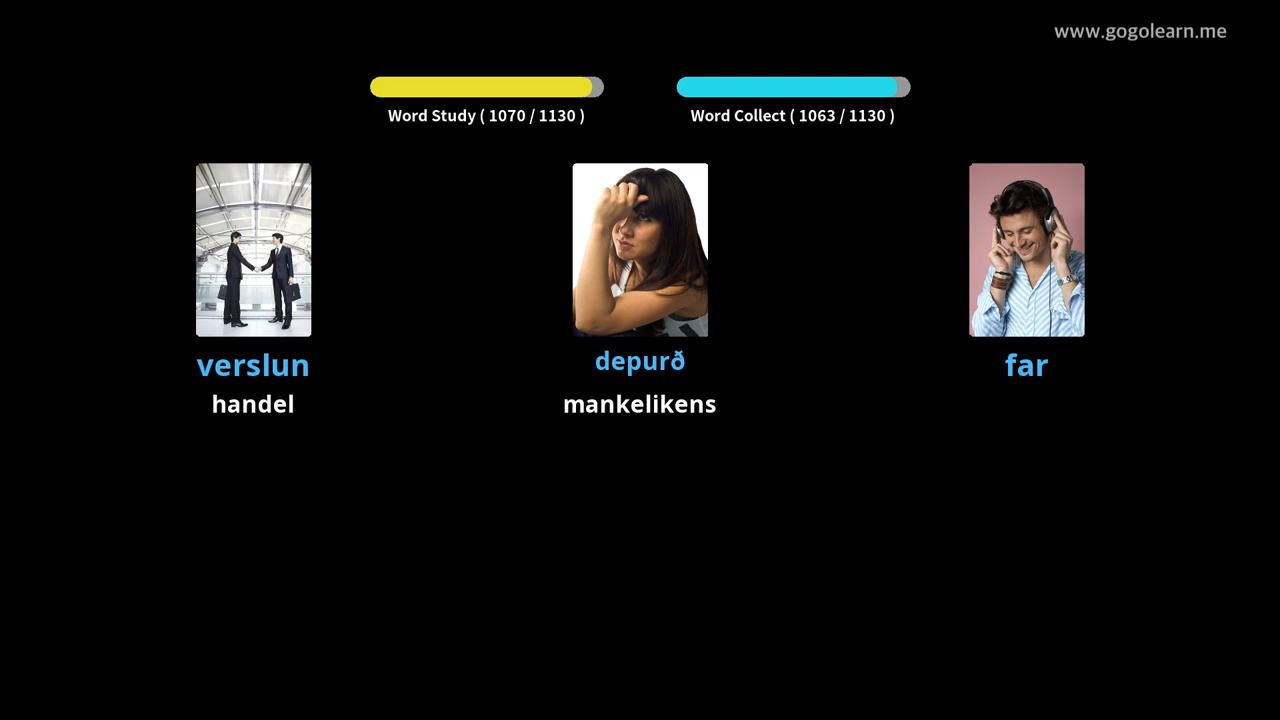 www.gogolearn.me
Word Study ( 1070 / 1130 )
Word Collect ( 1063 / 1130 )
verslun
depurð
far
handel
mankelikens